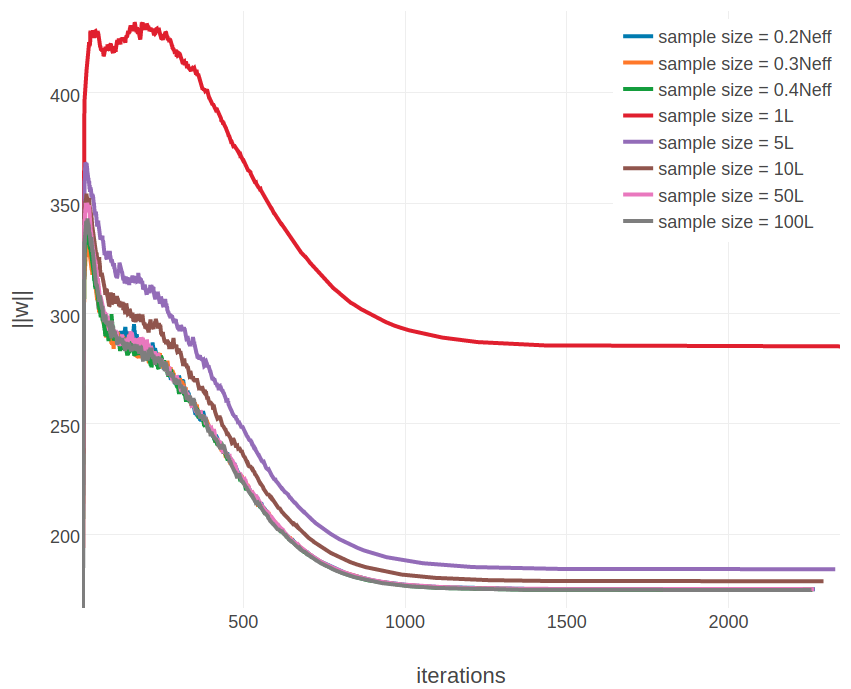 sample size = 0.2Neff
sample size = 0.3Neff
sample size = 0.4Neff
sample size = 1L
sample size = 5L
sample size = 10L
sample size = 50L
sample size = 100L
400
350
300
250
200
||w||
500 1000 1500 2000
iterations